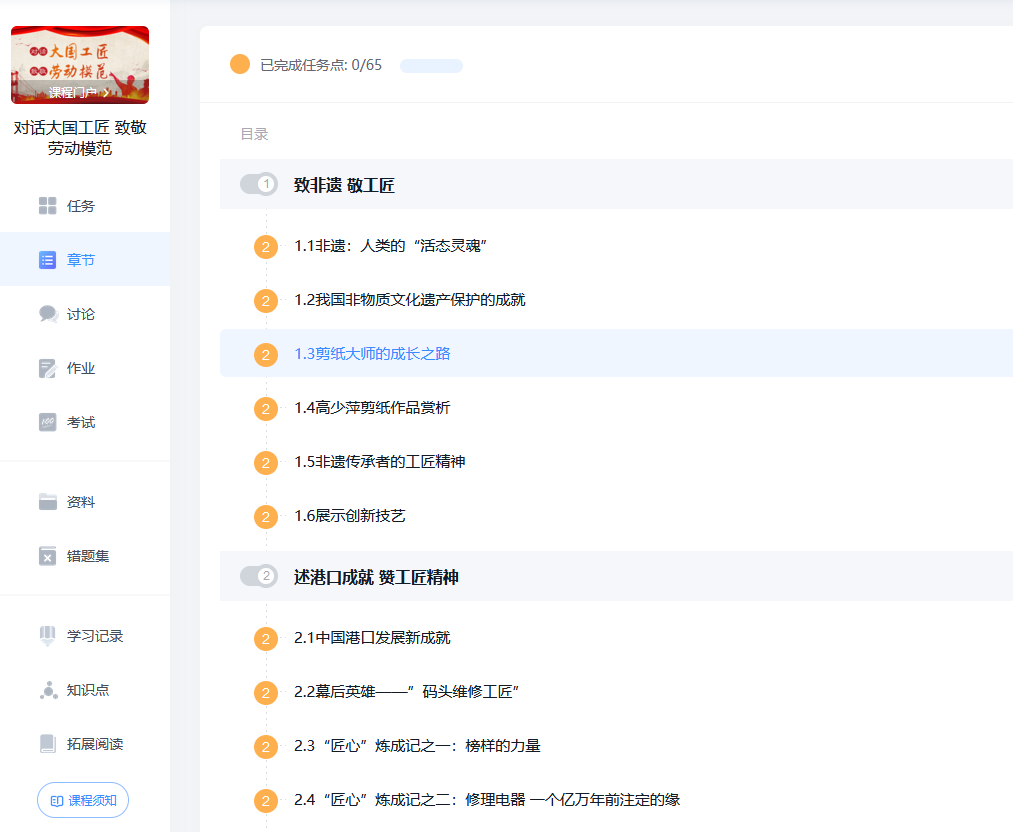 对话 大国工匠
致敬 劳动模范
课程门户 >
对话大国工匠 致敬
劳动模范
任务
章节
讨论
作业
100
考试
资料
错题集
学习记录
知识点
拓展阅读
课程须知
已完成任务点: 0/65
目录
1 致非遗 敬工匠
2 1.1非遗：人类的“活态灵魂”
2 1.2我国非物质文化遗产保护的成就
2 1.3剪纸大师的成长之路
2 1.4高少萍剪纸作品赏析
2 1.5非遗传承者的工匠精神
2 1.6展示创新技艺
2 述港口成就 赞工匠精神
2 2.1中国港口发展新成就
2 2.2幕后英雄——”码头维修工匠”
2 2.3“匠心”炼成记之一：榜样的力量
2 2.4“匠心”炼成记之二：修理电器 一个亿万年前注定的缘